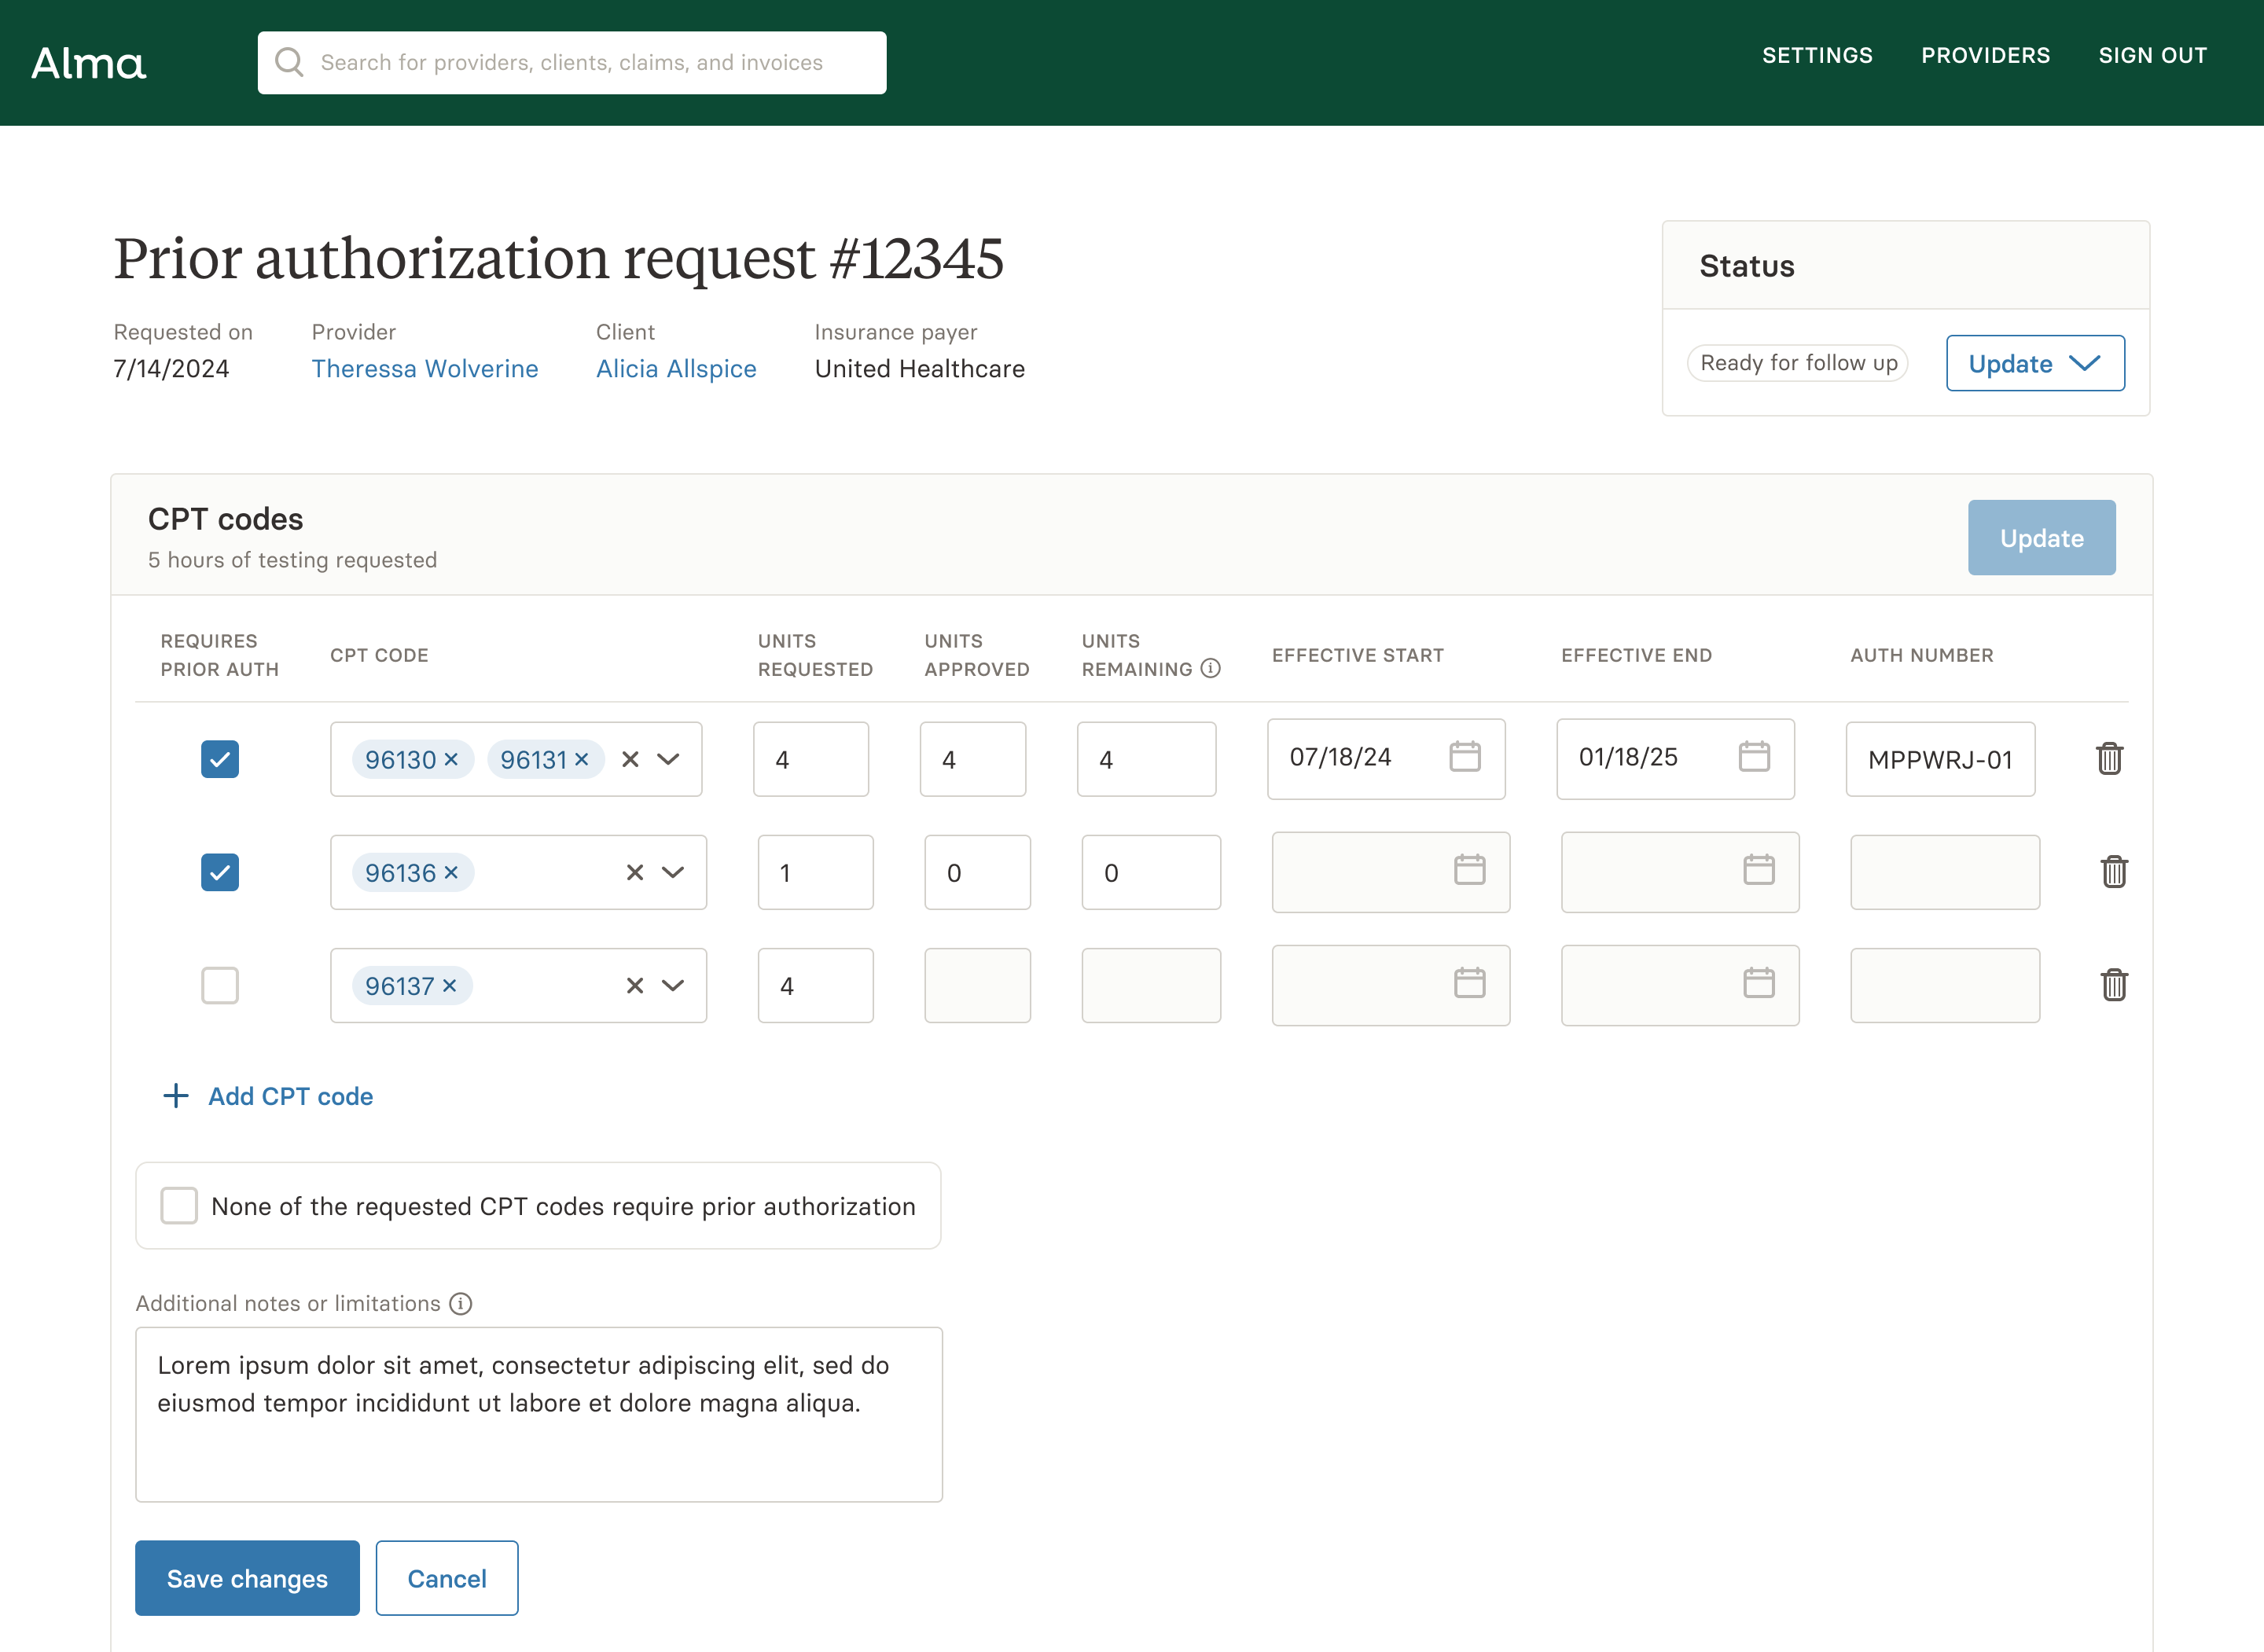 Alma
Search for providers, clients, claims, and invoices
SETTINGS PROVIDERS SIGN OUT
Prior authorization request #12345
Requested on Provider Client Insurance payer
7/14/2024 Theressa Wolverine Alicia Allspice United Healthcare
Status
Ready for follow up Update
CPT codes
5 hours of testing requested
Update
REQUIRES PRIOR AUTH CPT CODE UNITS REQUESTED UNITS APPROVED UNITS REMAINING EFFECTIVE START EFFECTIVE END AUTH NUMBER
96130 96131 4 4 4 07/18/24 01/18/25 MPPWRJ-01
96136 1 0 0
96137 4
Add CPT code
None of the requested CPT codes require prior authorization
Additional notes or limitations
Lorem ipsum dolor sit amet, consectetur adipiscing elit, sed do
eiusmod tempor incididunt ut labore et dolore magna aliqua.
Save changes Cancel